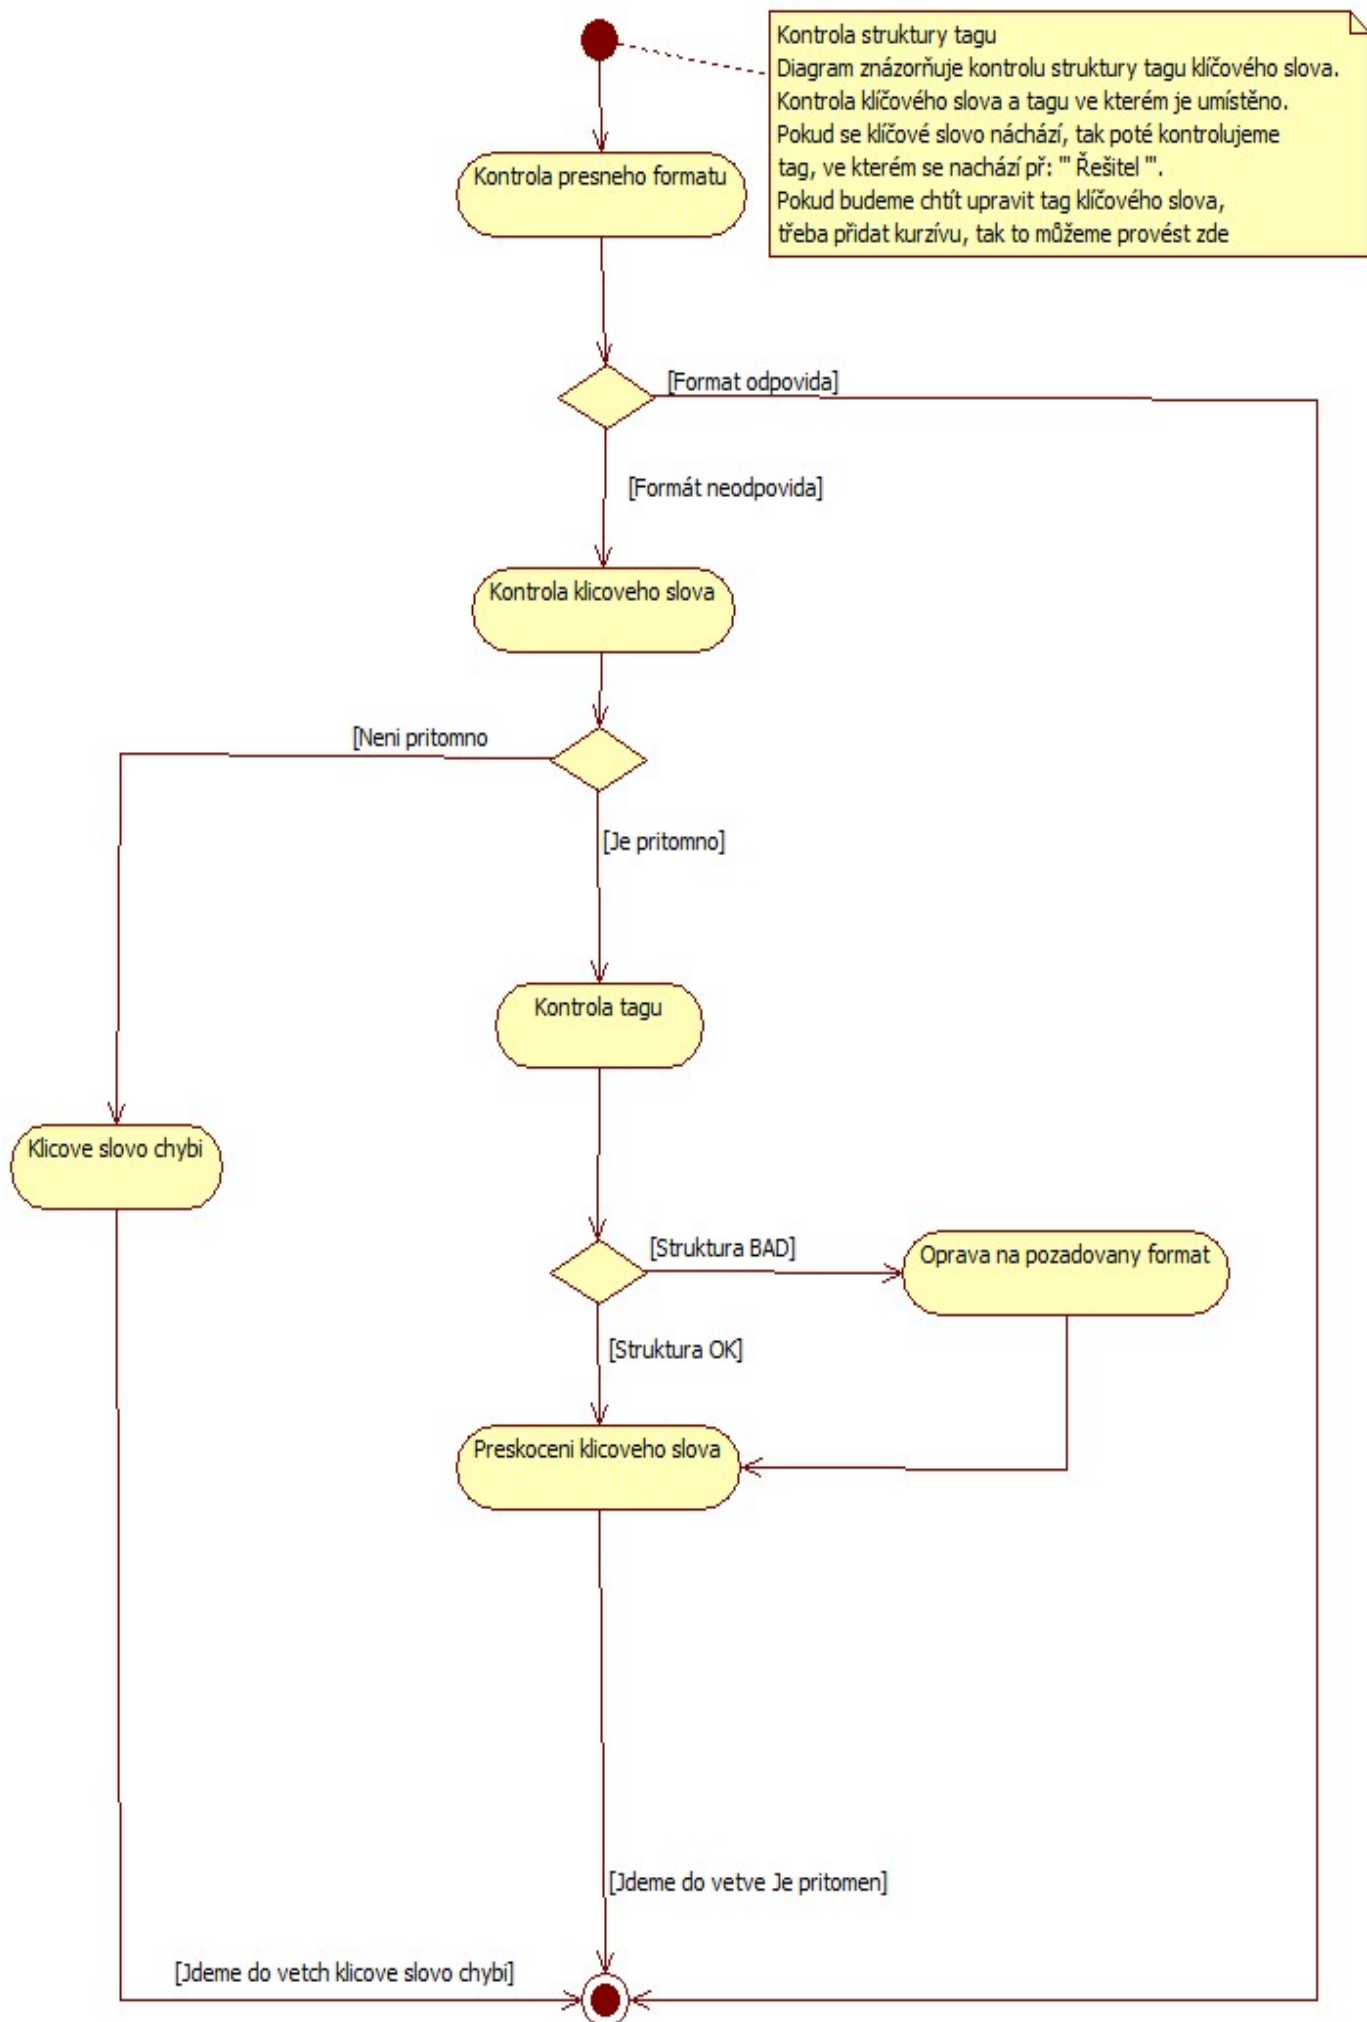 Kontrola struktury tagu
Diagram znázorňuje kontrolu struktury tagu klíčového slova.
Kontrola klíčového slova a tagu ve kterém je umístěno.
Pokud se klíčové slovo náchází, tak poté kontrolujeme
tag, ve kterém se nachází př: "' Řešitel "'.
Pokud budeme chtít upravit tag klíčového slova,
třeba přidat kurzívu, tak to můžeme provést zde
Kontrola presneho formatu
[Format odpovida]
[Formát neodpovida]
Kontrola klicoveho slova
[Neni pritomno
[Je pritomno]
Kontrola tagu
Klicove slovo chybi
[Struktura BAD]
Oprava na pozadovany format
[Struktura OK]
Preskoceni klicoveho slova
[Jdeme do vetve Je pritomen]
[Jdeme do vetch klicove slovo chybi]